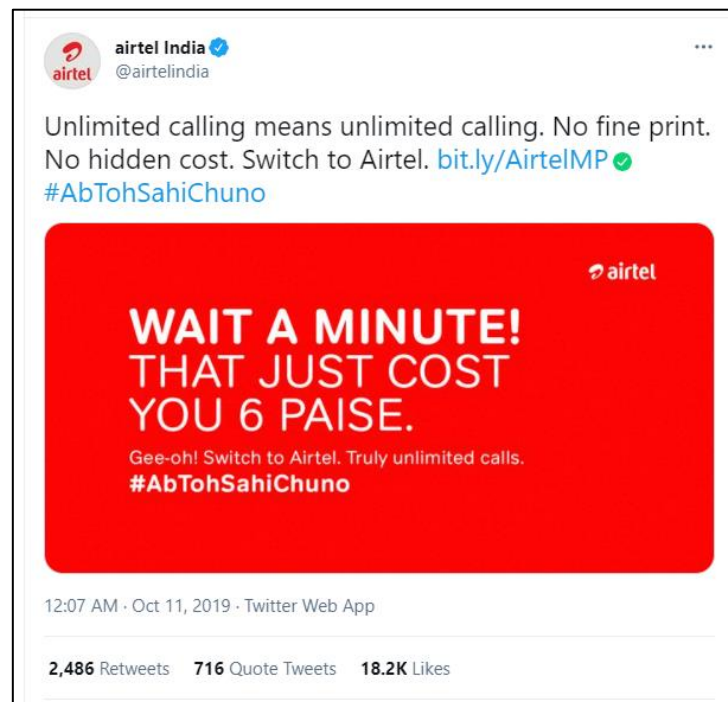 airtel India
@airtelindia
airtel
Unlimited calling means unlimited calling. No fine print.
No hidden cost. Switch to Airtel. bit.ly/AirtelMP
#AbTohSahiChuno
airtel
WAIT A MINUTE!
THAT JUST COST
YOU 6 PAISE.
Gee-oh! Switch to Airtel. Truly unlimited calls.
#AbTohSahiChuno
12:07 AM · Oct 11, 2019 · Twitter Web App
2,486 Retweets 716 Quote Tweets 18.2K Likes